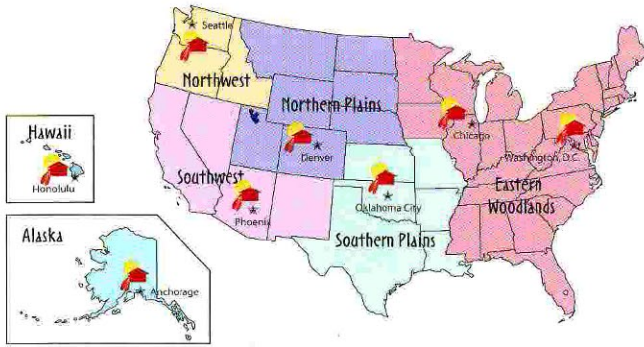 Seattle
Northwest
Northern Plains
Hawaii
Chicago
Denver
Washington, D.C.
Honolulu
Southwest
Eastern
Woodlands
Oklahoma City
Phoenix
Southern Plains
Alaska
Anchorage